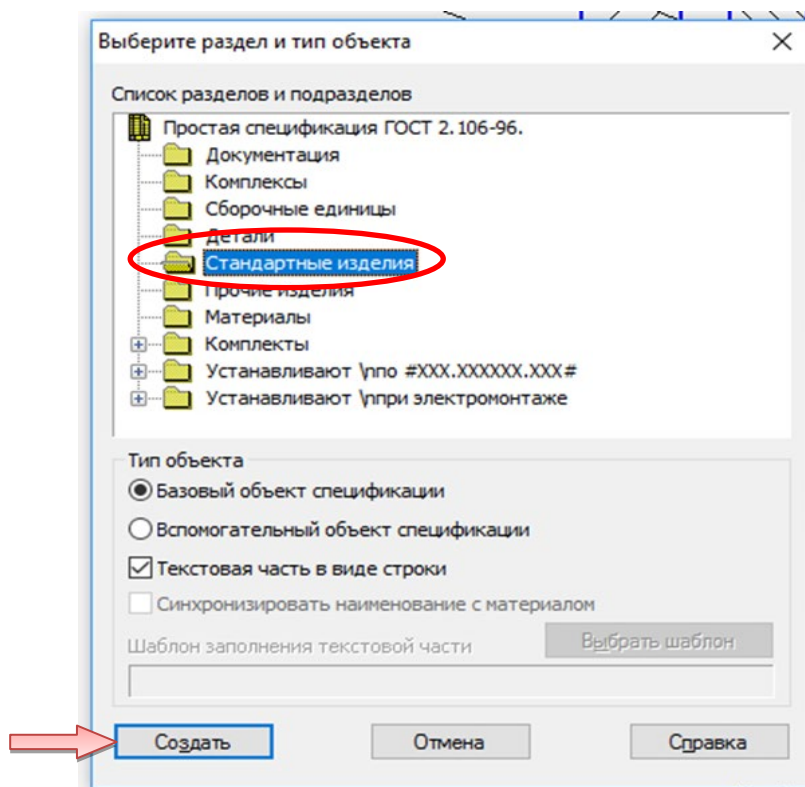 Выберите раздел и тип объекта
Список разделов и подразделов
Простая спецификация ГОСТ 2.106-96.
Документация
Комплексы
Сборочные единицы
Детали
Стандартные изделия
Прочие изделия
Материалы
Комплекты
Устанавливают \nпо #XXX.XXXXXX.XXX#
Устанавливают \nпри электромонтаже
Тип объекта
Базовый объект спецификации
Вспомогательный объект спецификации
Текстовая часть в виде строки
Синхронизировать наименование с материалом
Шаблон заполнения текстовой части Выбрать шаблон
Создать Отмена Справка